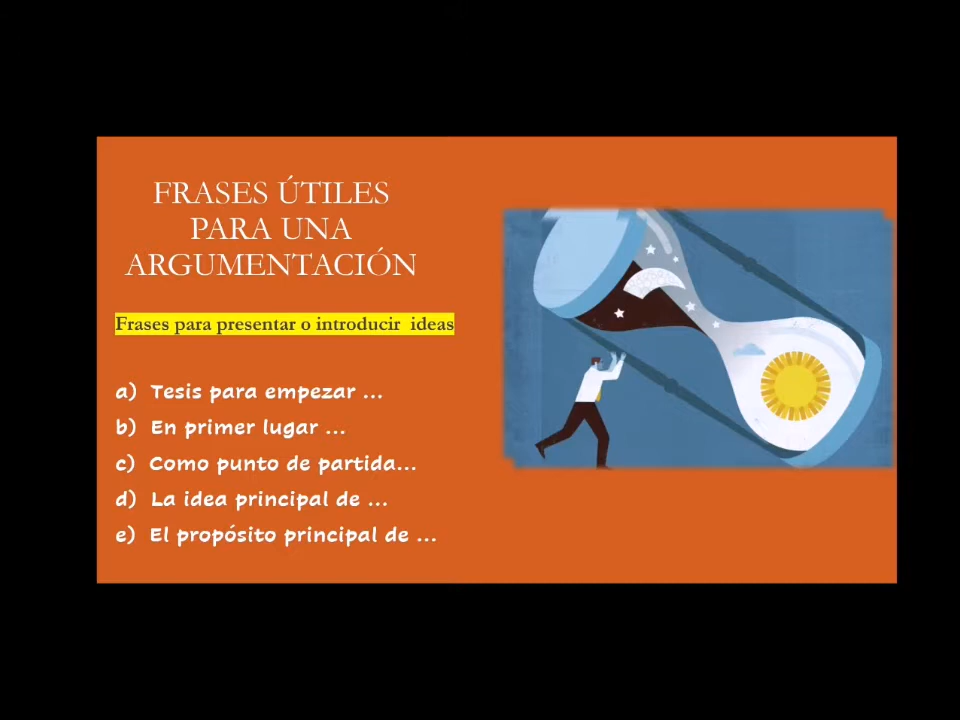 FRASES ÚTILES
PARA UNA
ARGUMENTACIÓN
Frases para presentar o introducir ideas
a) Tesis para empezar ...
b) En primer lugar ...
c) Como punto de partida...
d) La idea principal de ...
e) El propósito principal de ...